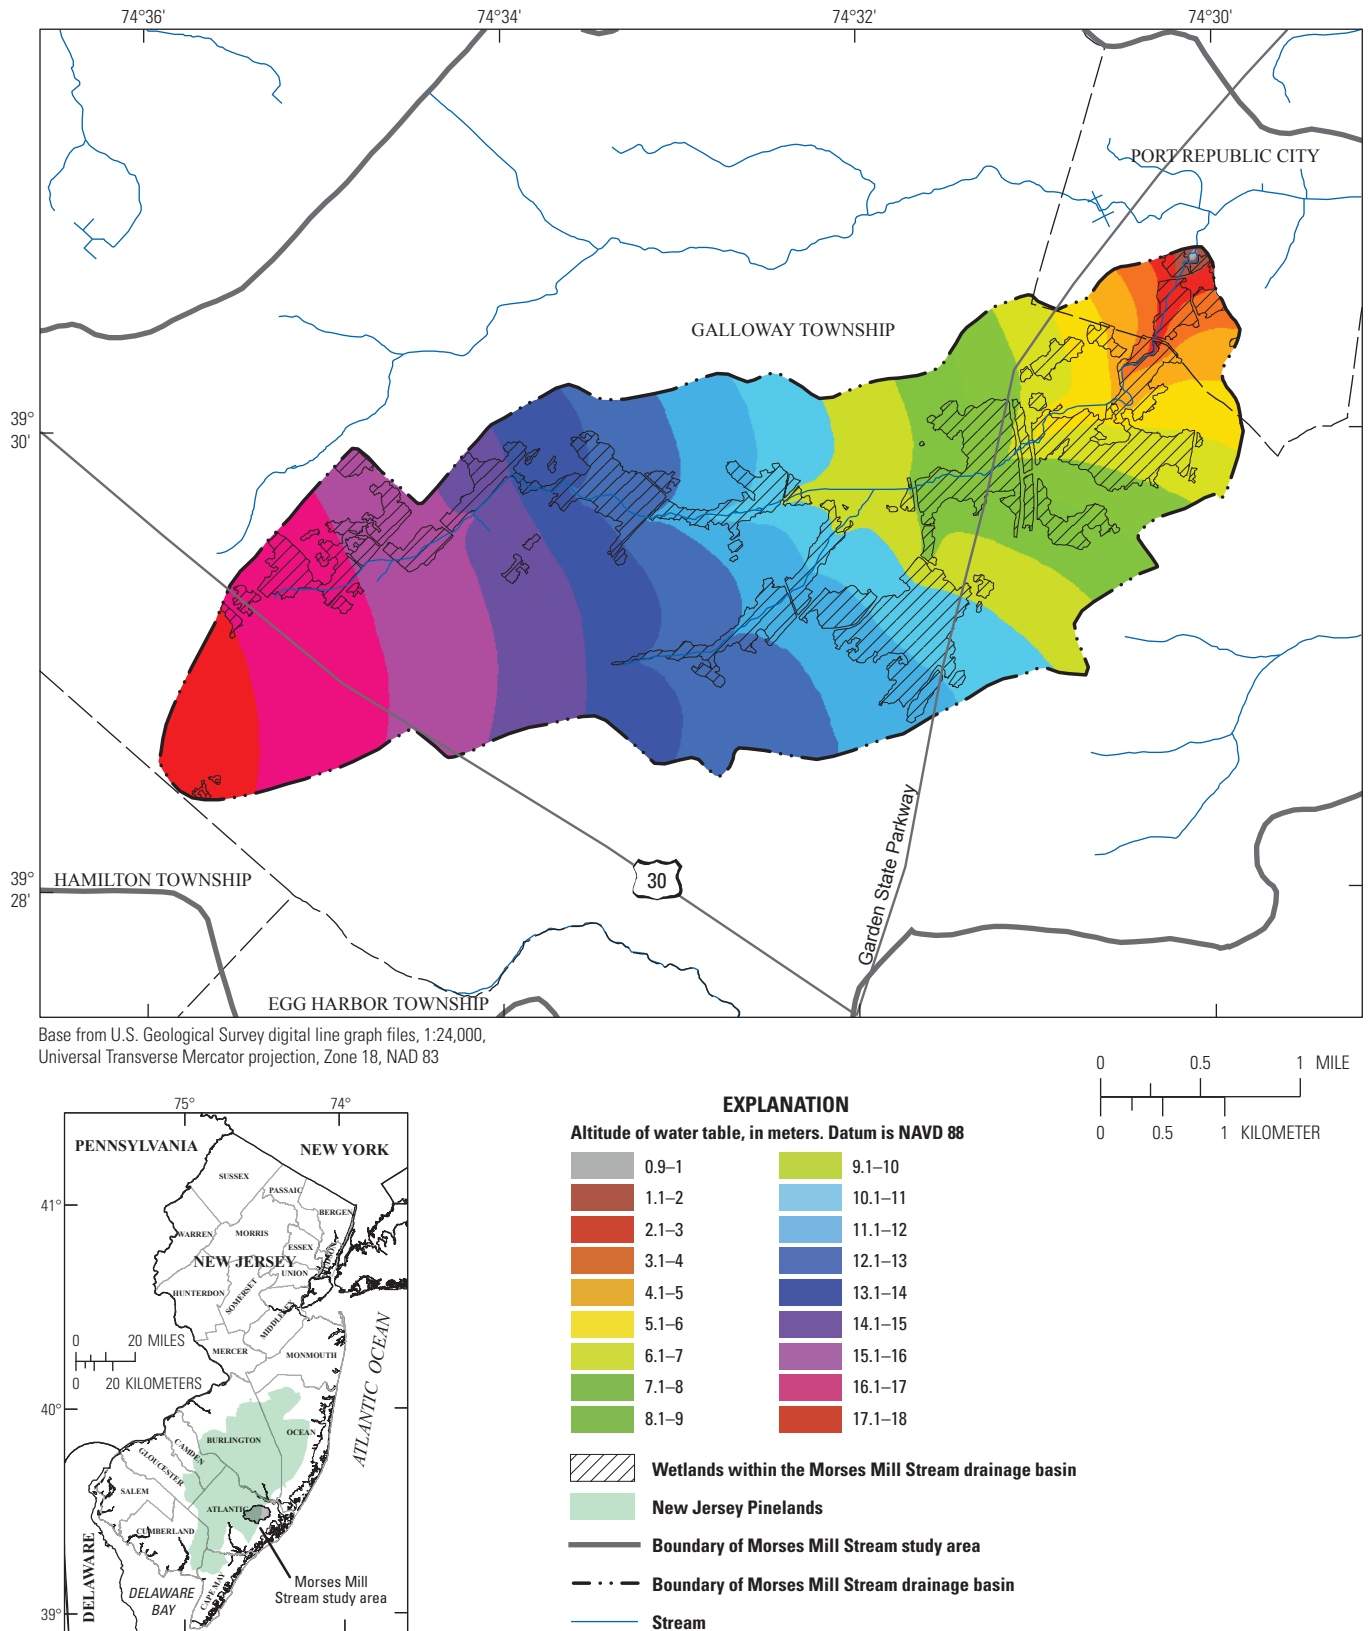 74°36'
74°34'
74°32'
74°30'
PORT REPUBLIC CITY
GALLOWAY TOWNSHIP
39°
30'
Garden State Parkway
30
39°
28'
HAMILTON TOWNSHIP
EGG HARBOR TOWNSHIP
Base from U.S. Geological Survey digital line graph files, 1:24,000,
Universal Transverse Mercator projection, Zone 18, NAD 83
0 0.5 1 MILE
0 0.5 1 KILOMETER
75°
74°
PENNSYLVANIA
NEW YORK
SUSSEX
PASSAIC
41°
BERGEN
WARREN
MORRIS
ESSEX
NEW JERSEY
UNION
HUNTERDON
SOMERSET
MIDDLESEX
0 20 MILES
MERCER
MONMOUTH
0 20 KILOMETERS
ATLANTIC OCEAN
40°
OCEAN
BURLINGTON
CAMDEN
GLOUCESTER
SALEM
ATLANTIC
CUMBERLAND
DELAWARE
DELAWARE
BAY
CAPE MAY
Morses Mill
Stream study area
39°
EXPLANATION
Altitude of water table, in meters. Datum is NAVD 88
0.9–1
1.1–2
2.1–3
3.1–4
4.1–5
5.1–6
6.1–7
7.1–8
8.1–9
9.1–10
10.1–11
11.1–12
12.1–13
13.1–14
14.1–15
15.1–16
16.1–17
17.1–18
Wetlands within the Morses Mill Stream drainage basin
New Jersey Pinelands
Boundary of Morses Mill Stream study area
Boundary of Morses Mill Stream drainage basin
Stream